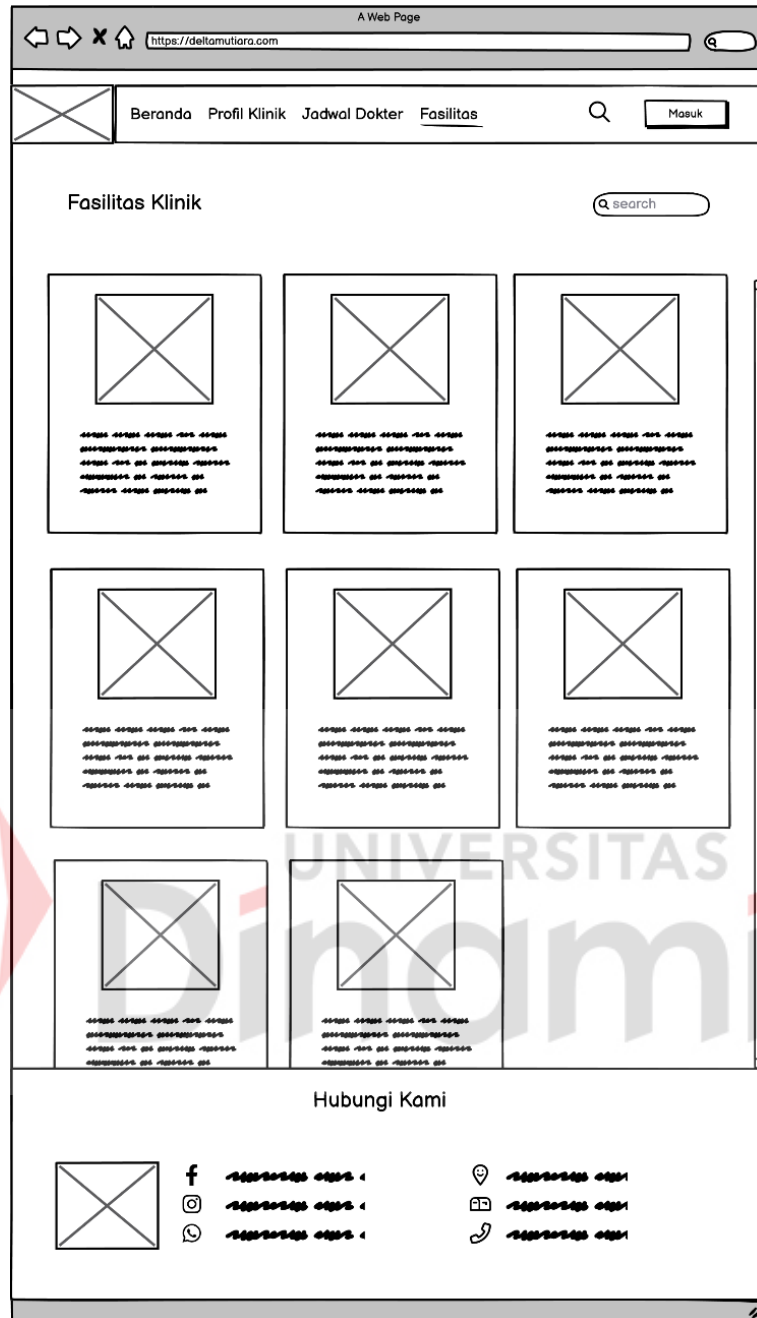 A Web Page
https://deltamutiara.com
Beranda Profil Klinik Jadwal Dokter Fasilitas Masuk
Fasilitas Klinik
search
UNIVERSITAS
Dinami
Hubungi Kami